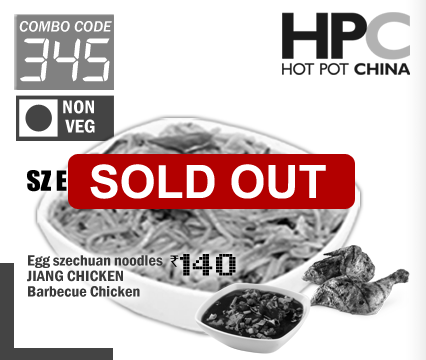 COMBO CODE
345
HPC
HOT POT CHINA
NON
VEG
SOLD OUT
Egg szechuan noodles ₹140
JIANG CHICKEN
Barbecue Chicken